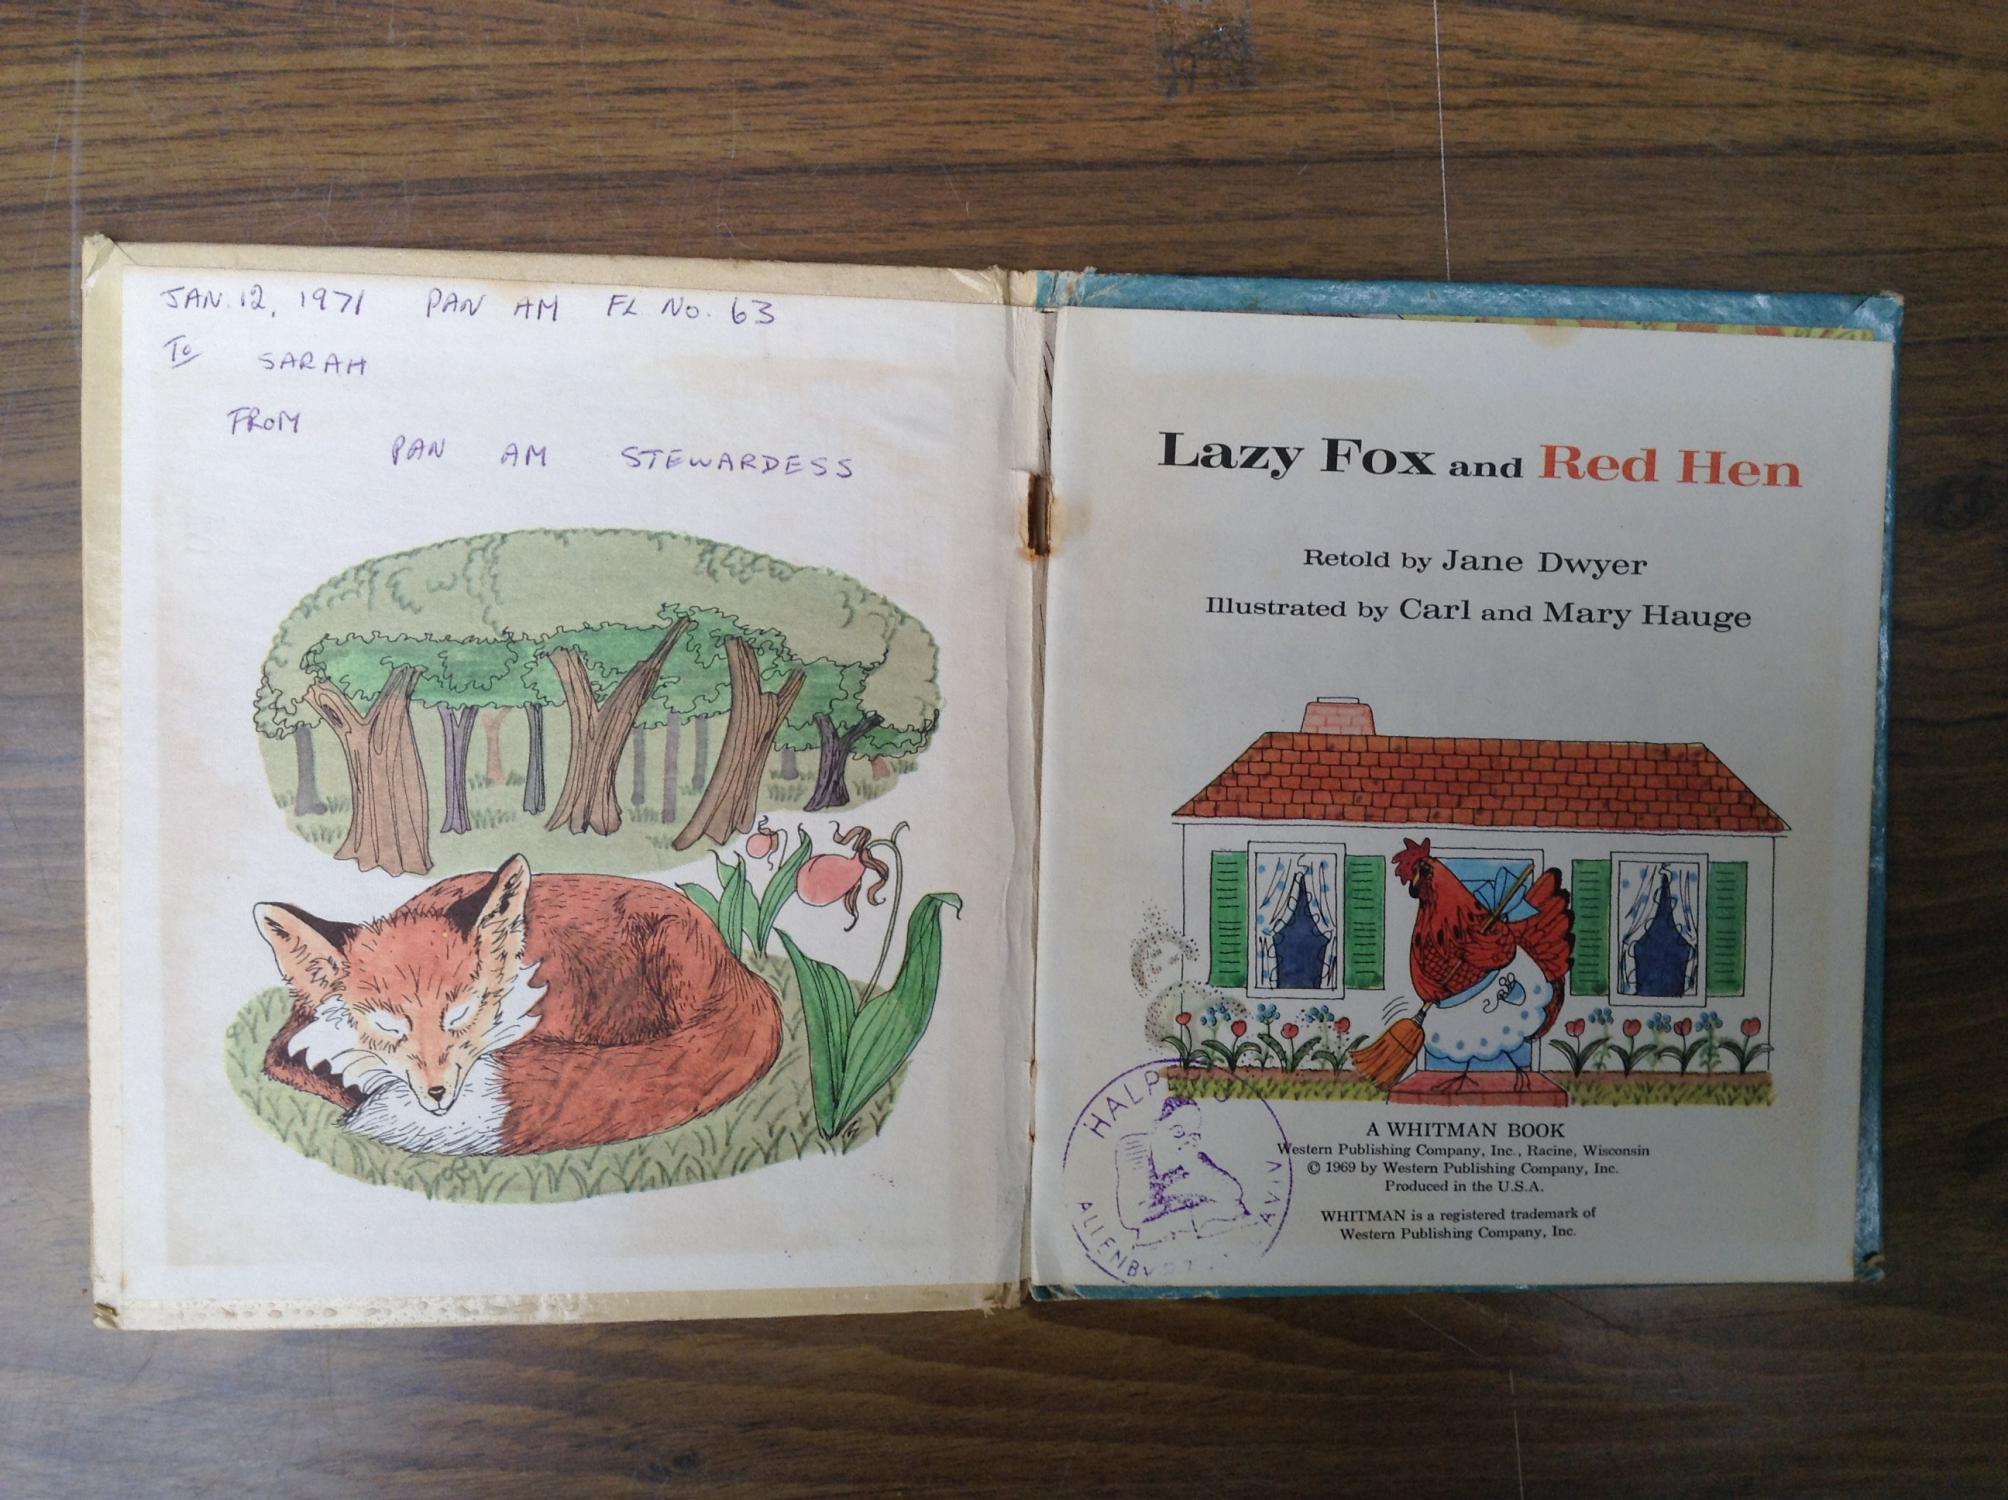 JAN. 12, 1971 PAN AM FL No. 63
To SARAH
FROM
PAN AM STEWARDESS
Lazy Fox and Red Hen
Retold by Jane Dwyer
Illustrated by Carl and Mary Hauge
A WHITMAN BOOK
Western Publishing Company, Inc., Racine, Wisconsin
© 1969 by Western Publishing Company, Inc.
Produced in the U.S.A.
WHITMAN is a registered trademark of
Western Publishing Company, Inc.